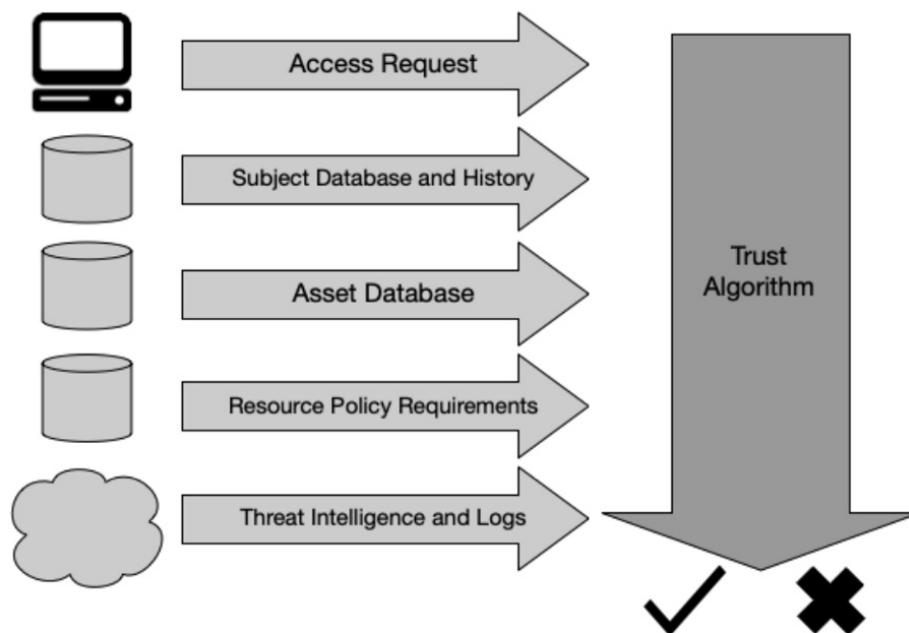 Access Request
Subject Database and History
Asset Database
Resource Policy Requirements
Threat Intelligence and Logs
Trust
Algorithm